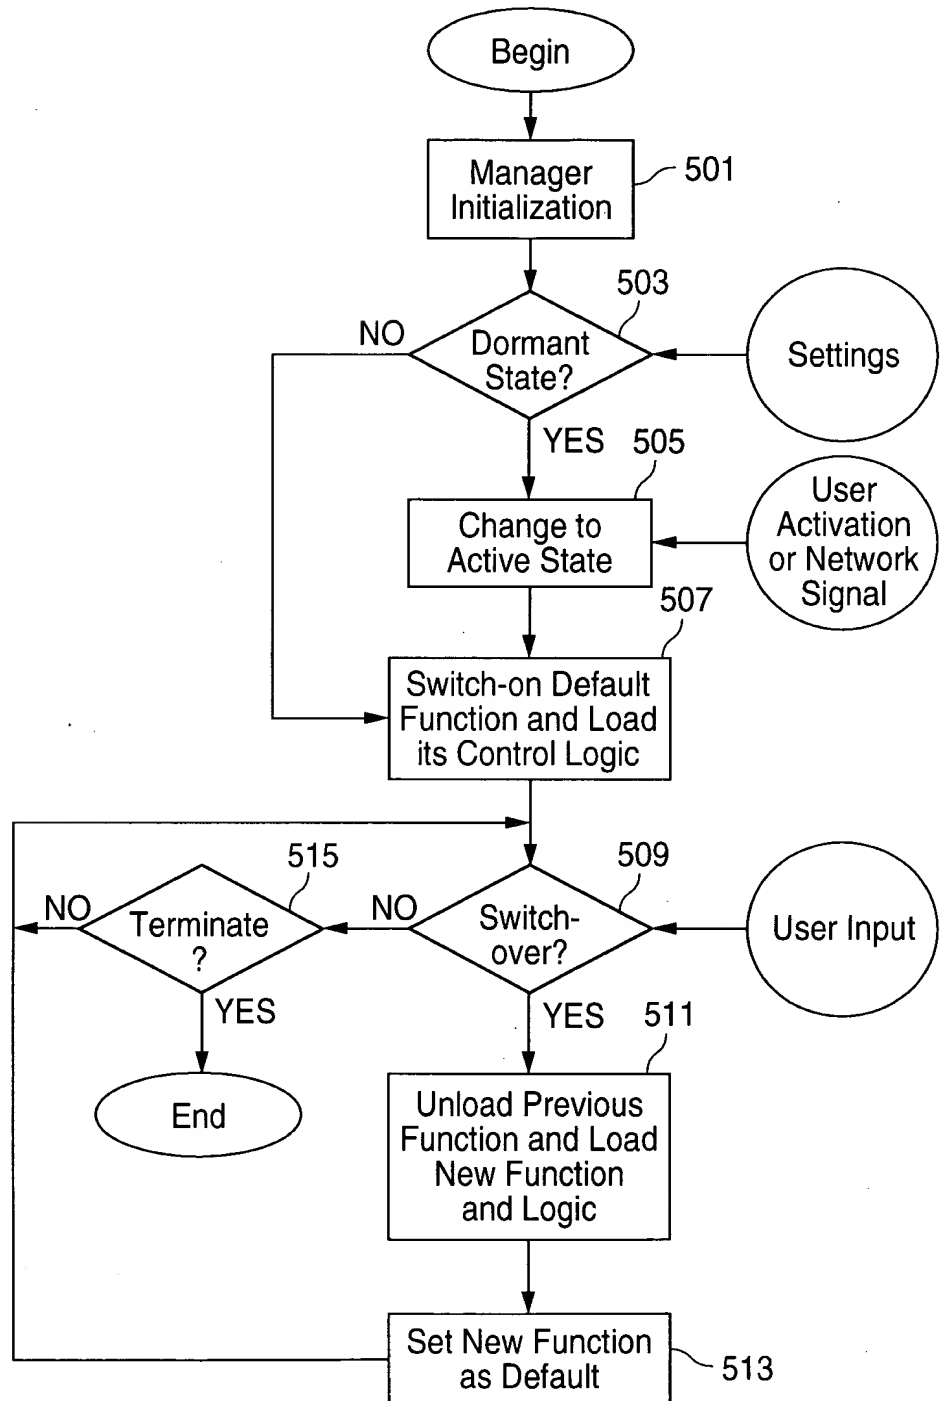 Begin
Manager
Initialization
501
503
NO
Dormant
State?
Settings
YES
505
Change to
Active State
User
Activation
or Network
Signal
507
Switch-on Default
Function and Load
its Control Logic
515
509
NO
Terminate
?
NO
Switch-
over?
User Input
YES
YES
511
End
Unload Previous
Function and Load
New Function
and Logic
Set New Function
as Default
513